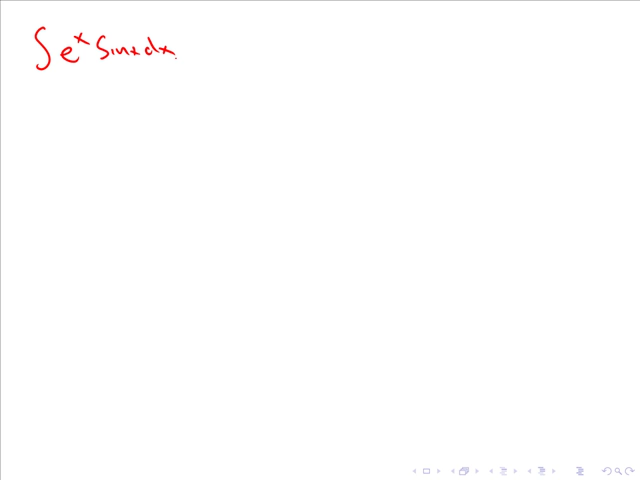 ∫ e^x sinx dx